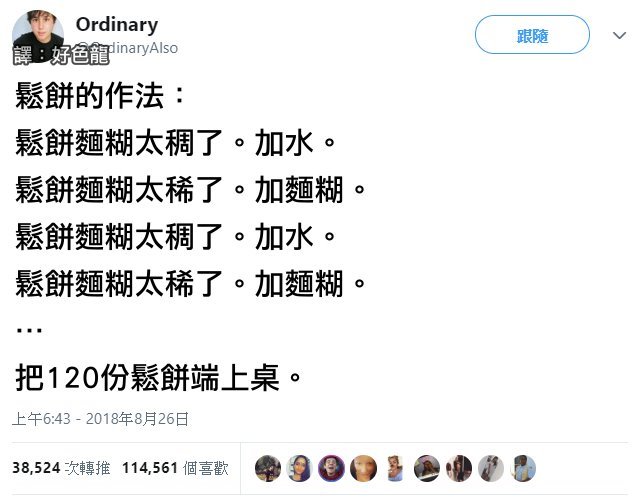 Ordinary
@OrdinaryAlso
譯：好色龍
跟隨
鬆餅的作法：
鬆餅麵糊太稠了。加水。
鬆餅麵糊太稀了。加麵糊。
鬆餅麵糊太稠了。加水。
鬆餅麵糊太稀了。加麵糊。
...
把120份鬆餅端上桌。
上午6:43 - 2018年8月26日
38,524 次轉推 114,561 個喜歡